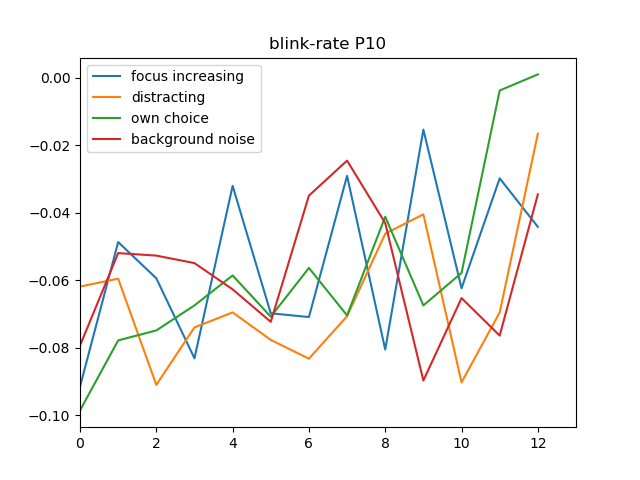 blink-rate P10
focus increasing
distracting
own choice
background noise
0.00
−0.02
−0.04
−0.06
−0.08
−0.10
0 2 4 6 8 10 12